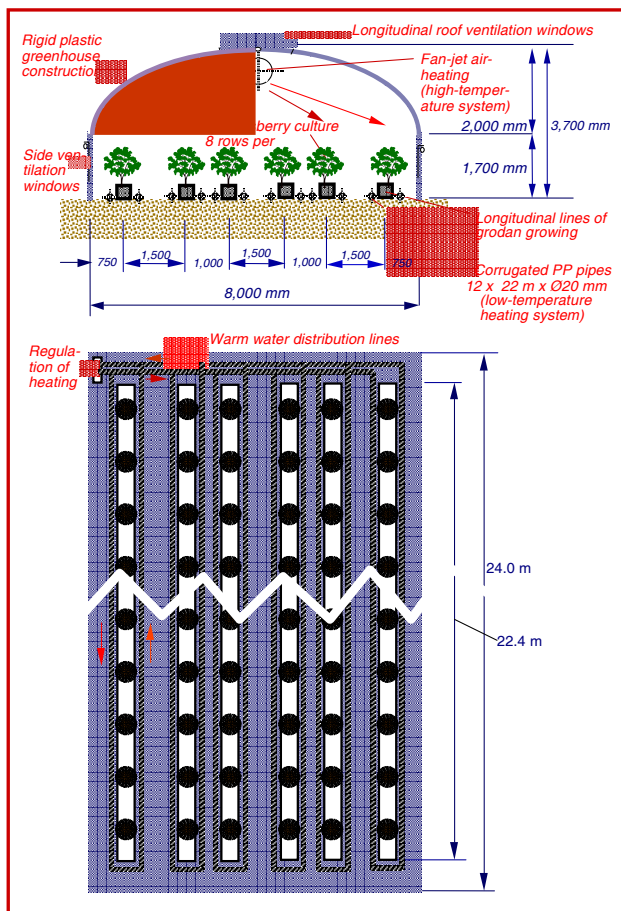 Longitudinal roof ventilation windows
Rigid plastic
greenhouse
construction
Fan-jet air-
heating
(high-temper-
ature system)
2,000 mm
3,700 mm
berry culture
8 rows per
Side ven-
tilation
windows
1,700 mm
Longitudinal lines of
grodan growing
750
1,500
1,000
1,500
1,000
1,500
750
Corrugated PP pipes
12 x 22 m x Ø20 mm
(low-temperature
heating system)
8,000 mm
Warm water distribution lines
Regula-
tion of
heating
24.0 m
22.4 m